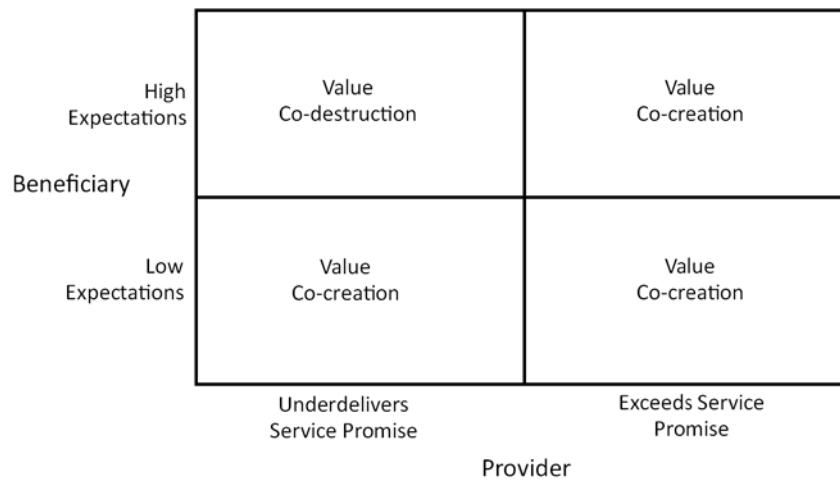 High
Expectations
Value
Co-destruction
Value
Co-creation
Beneficiary
Low
Expectations
Value
Co-creation
Value
Co-creation
Underdelivers
Service Promise
Exceeds Service
Promise
Provider